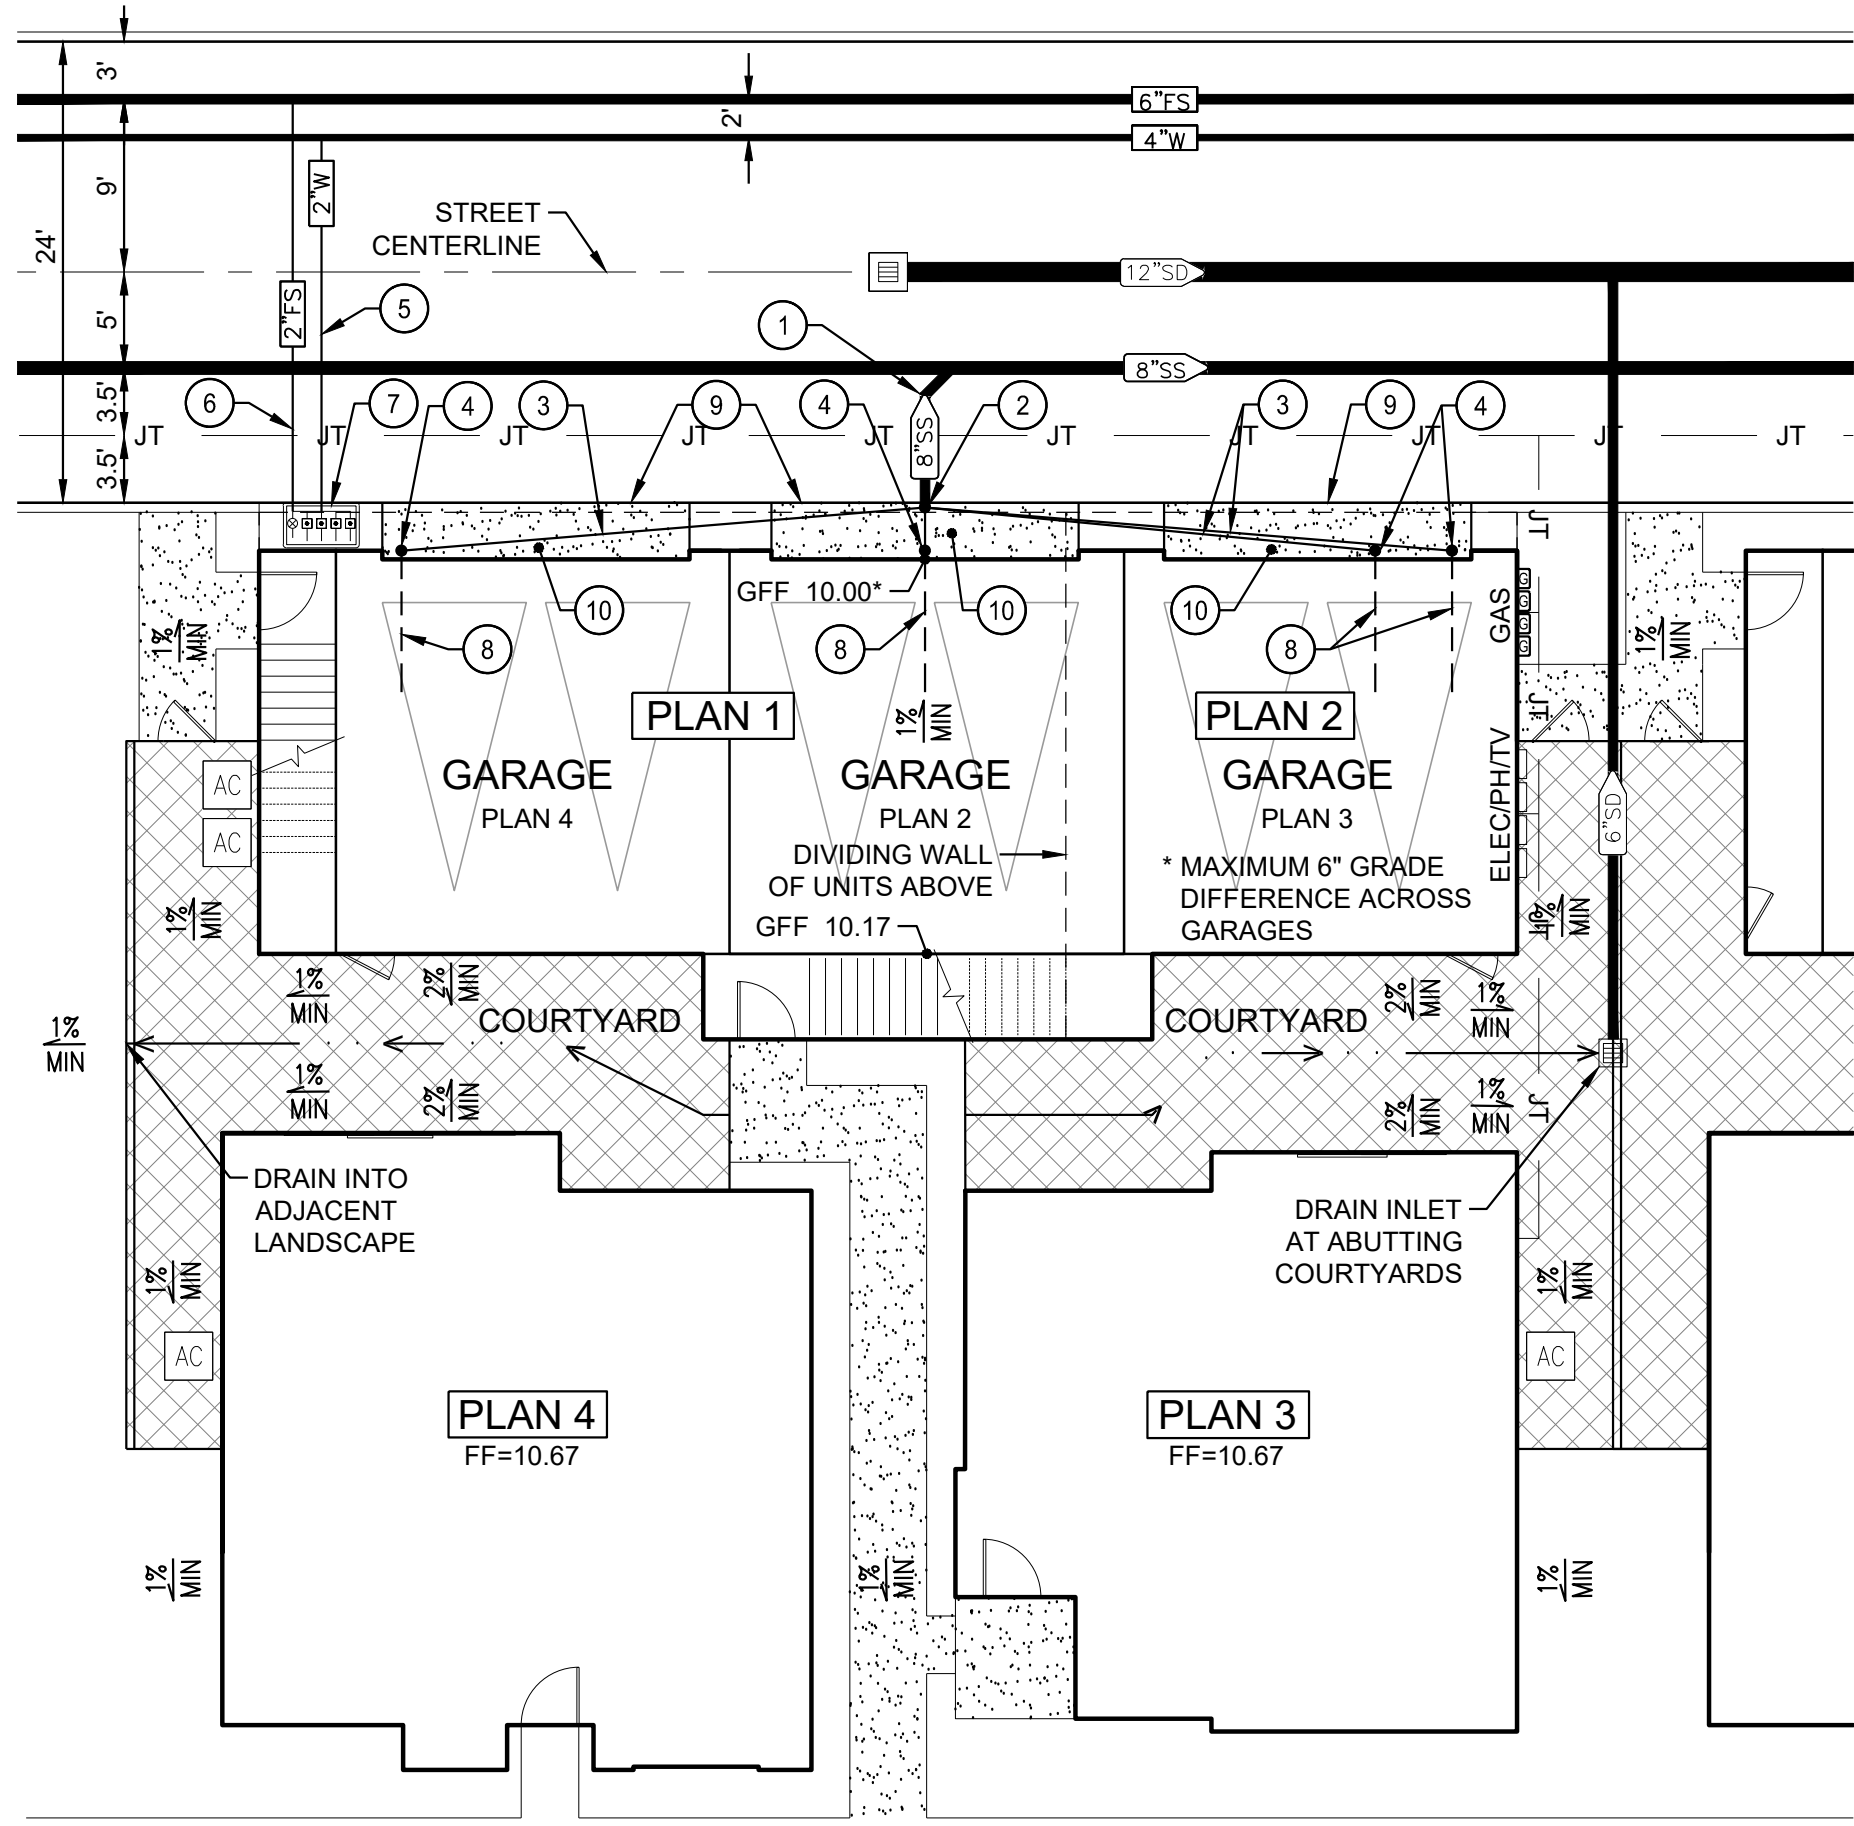 3'
6"FS
2'
4"W
9'
2"W
24'
STREET
CENTERLINE
12"SD
2"FS
5
5'
1
8"SS
3.5'
6
7
4
3
9
4
2
3
9
4
8"SS
JT
JT
JT
JT
JT
JT
JT
JT
JT
3.5'
JT
GFF 10.00*
10
10
10
G
G
G
G
GAS
1%
MIN
8
8
8
1%
MIN
PLAN 1
PLAN 2
1%
MIN
JT
GARAGE
GARAGE
GARAGE
PLAN 4
PLAN 2
PLAN 3
ELEC/PH/TV
6"SD
AC
AC
DIVIDING WALL
OF UNITS ABOVE
* MAXIMUM 6" GRADE
DIFFERENCE ACROSS
GARAGES
1%
MIN
GFF 10.17
JT
1%
MIN
1%
MIN
2%
MIN
2%
MIN
1%
MIN
COURTYARD
COURTYARD
1%
MIN
1%
MIN
2%
MIN
2%
MIN
1%
MIN
JT
DRAIN INTO
ADJACENT
LANDSCAPE
DRAIN INLET
AT ABUTTING
COURTYARDS
1%
MIN
1%
MIN
AC
AC
PLAN 4
FF=10.67
PLAN 3
FF=10.67
1%
MIN
1%
MIN
1%
MIN